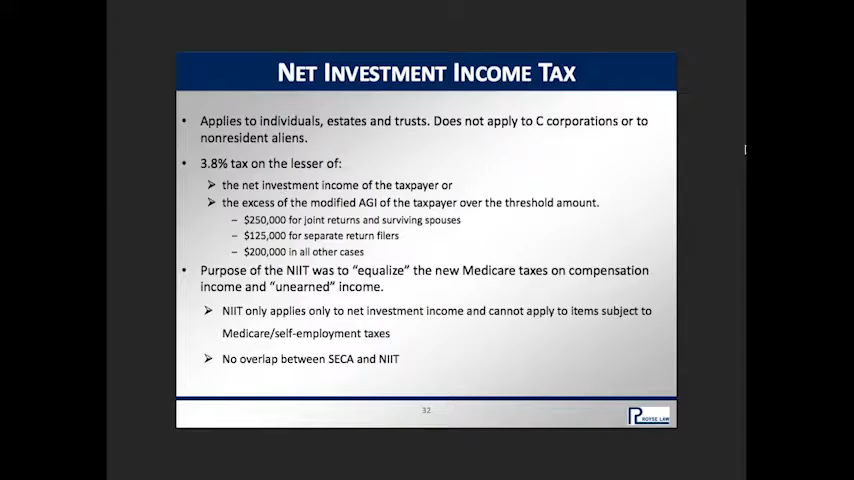 NET INVESTMENT INCOME TAX
• Applies to individuals, estates and trusts. Does not apply to C corporations or to
nonresident aliens.
• 3.8% tax on the lesser of:
➢ the net investment income of the taxpayer or
➢ the excess of the modified AGI of the taxpayer over the threshold amount.
– $250,000 for joint returns and surviving spouses
– $125,000 for separate return filers
– $200,000 in all other cases
• Purpose of the NIIT was to “equalize” the new Medicare taxes on compensation
income and “unearned” income.
➢ NIIT only applies only to net investment income and cannot apply to items subject to
Medicare/self-employment taxes
➢ No overlap between SECA and NIIT
32
ROYSE LAW